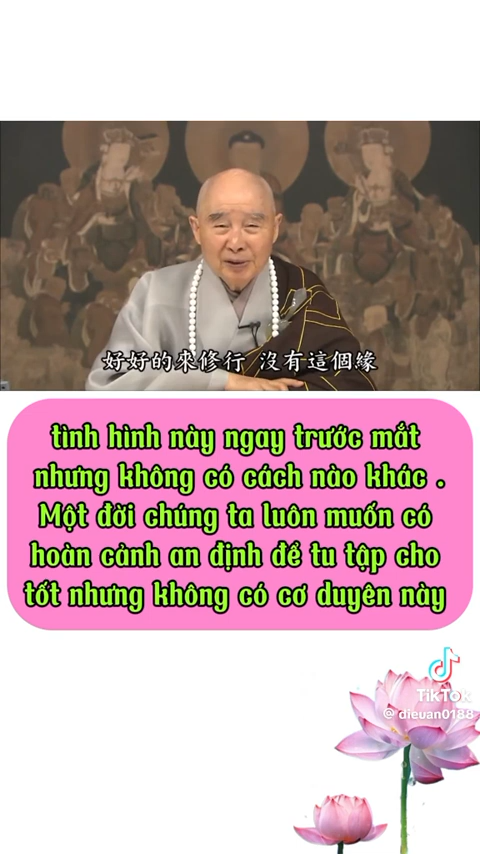 好好的來修行 沒有這個緣
tình hình này ngay trước mắt
nhưng không có cách nào khác .
Một đời chúng ta luôn muốn có
hoàn cảnh an định để tu tập cho
tốt nhưng không có cơ duyên này
TikTok
@ dieuan0188